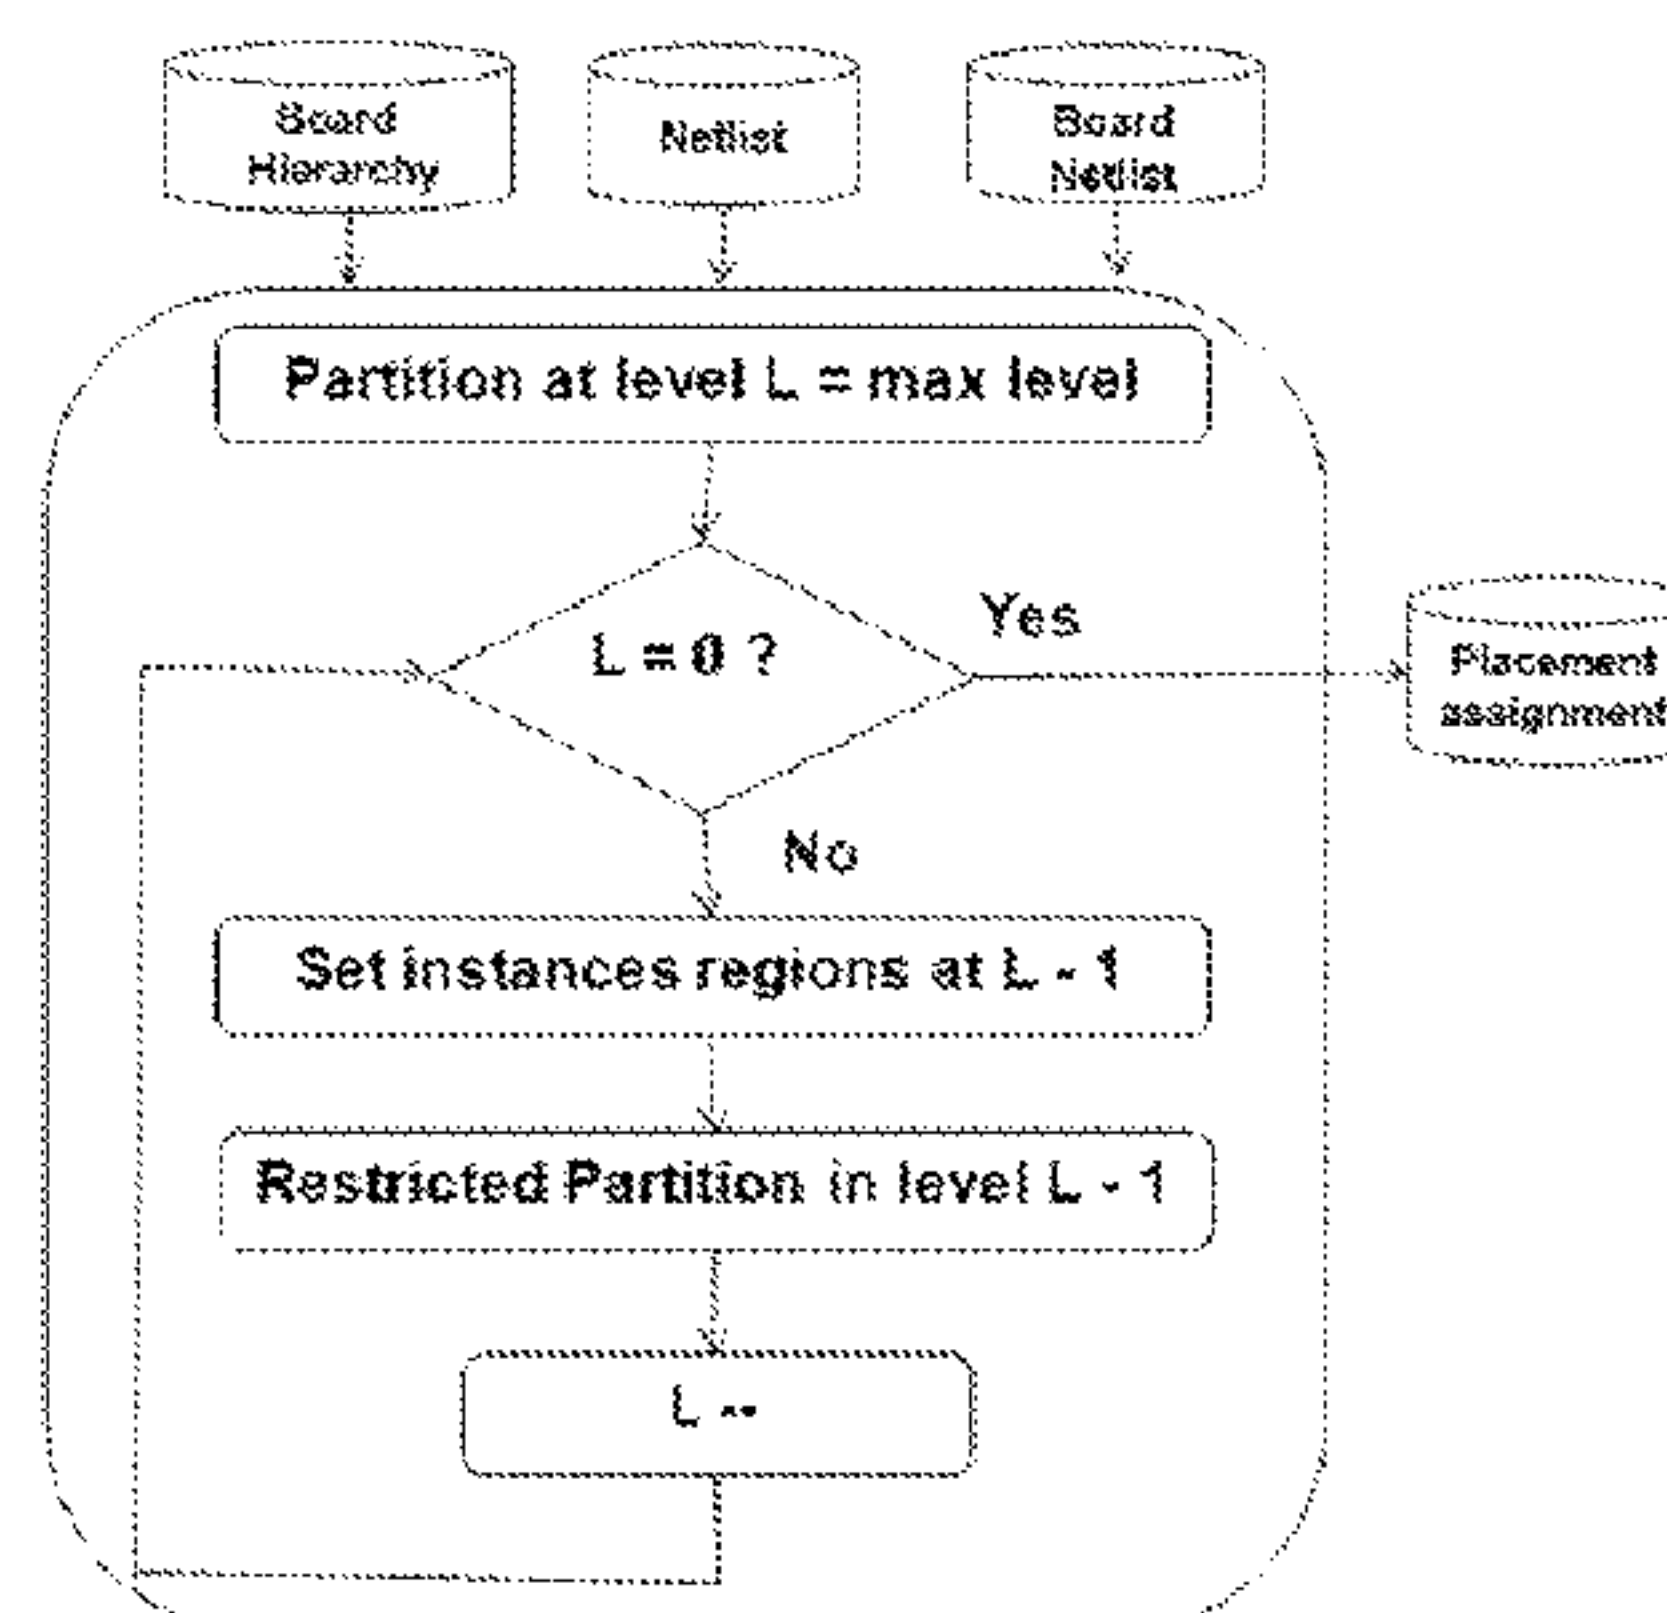 Board
Hierarchy
Netlist
Board
Netlist
Partition at level L = max level
L = 0 ?
Yes
Placement
assignment
No
Set instances regions at L - 1
Restricted Partition in level L - 1
L --